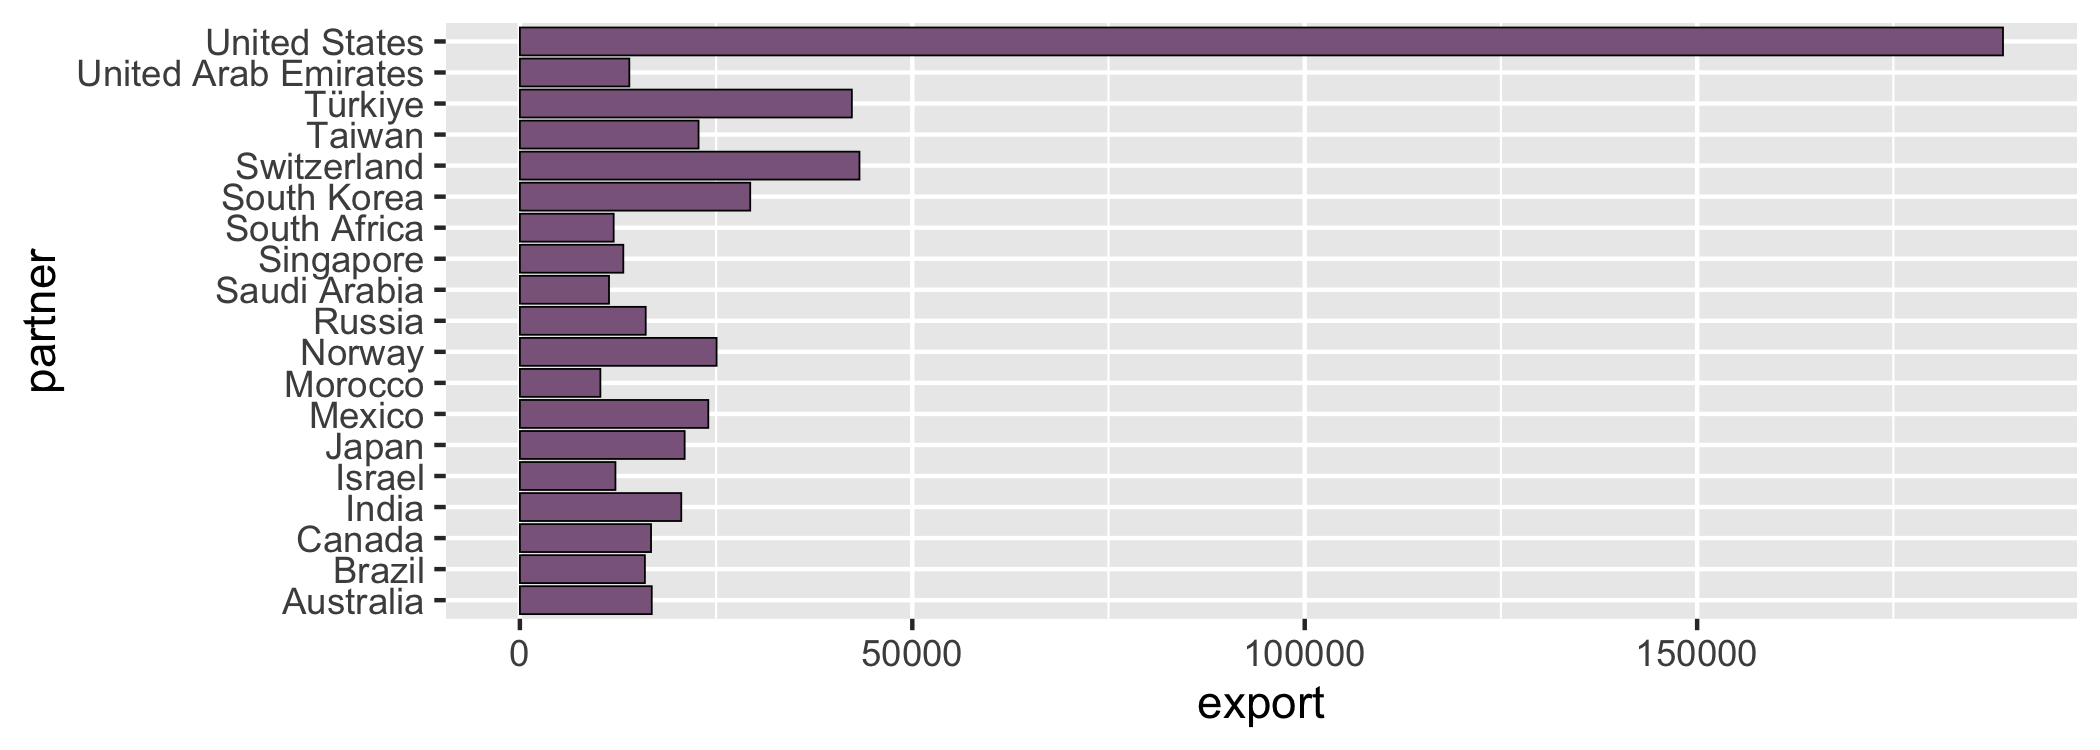 United States
United Arab Emirates
Türkiye
Taiwan
Switzerland
South Korea
South Africa
Singapore
Saudi Arabia
Russia
Norway
Morocco
Mexico
Japan
Israel
India
Canada
Brazil
Australia
partner
0 50000 100000 150000
export